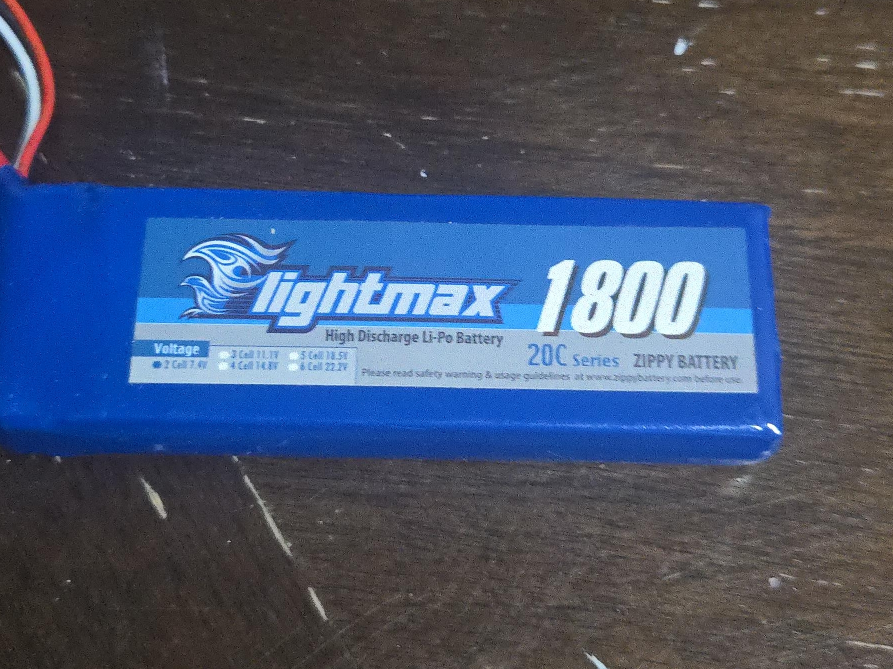 Flightmax
1800
High Discharge Li-Po Battery
20C Series ZIPPY BATTERY
Voltage
2 Cell 7.4V
3 Cell 11.1V
4 Cell 14.8V
5 Cell 18.5V
6 Cell 22.2V
Please read safety warning & usage guidelines at www.zippybattery.com before use.